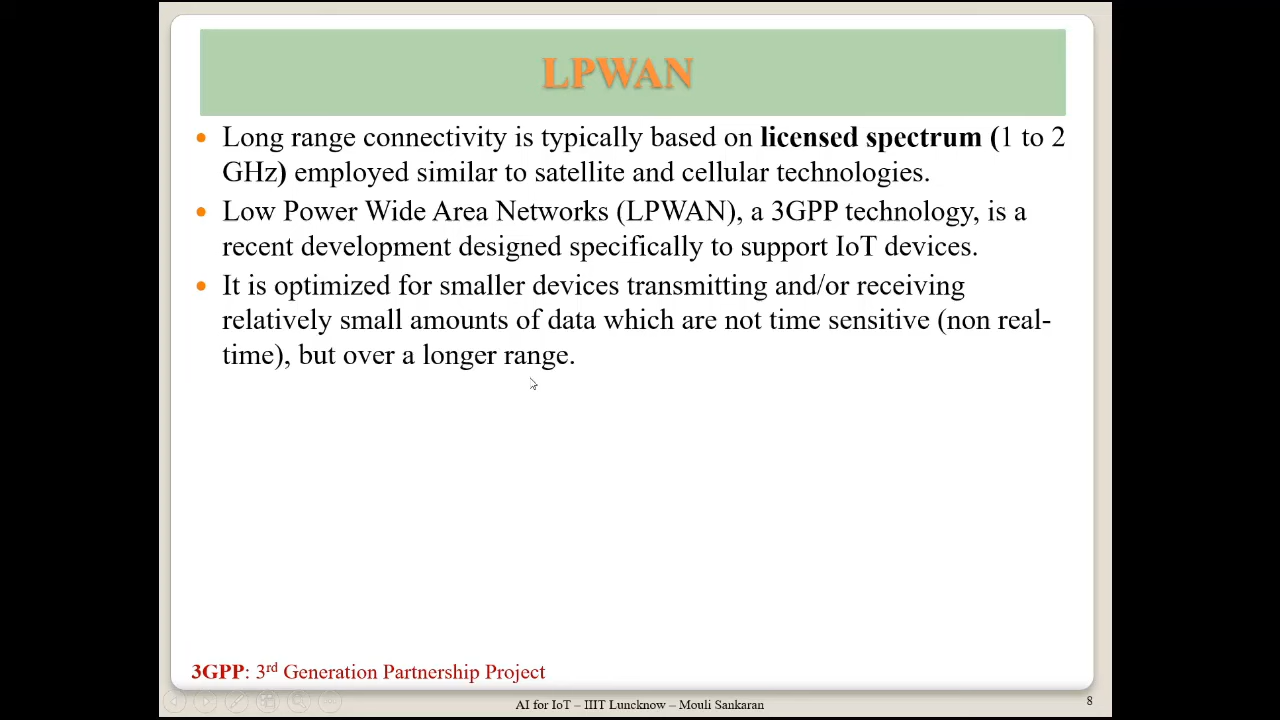 LPWAN
• Long range connectivity is typically based on licensed spectrum (1 to 2
GHz) employed similar to satellite and cellular technologies.
• Low Power Wide Area Networks (LPWAN), a 3GPP technology, is a
recent development designed specifically to support IoT devices.
• It is optimized for smaller devices transmitting and/or receiving
relatively small amounts of data which are not time sensitive (non real-
time), but over a longer range.
3GPP: 3rd Generation Partnership Project
AI for IoT – IIIT Luncknow – Mouli Sankaran
8